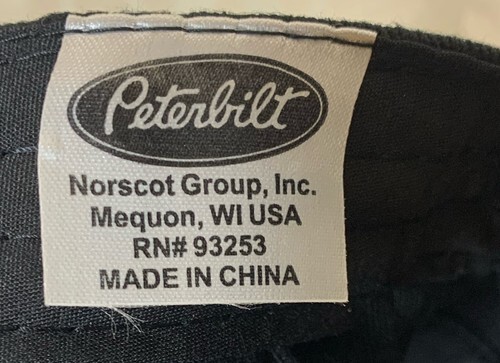 Peterbilt
Norscot Group, Inc.
Mequon, WI USA
RN# 93253
MADE IN CHINA